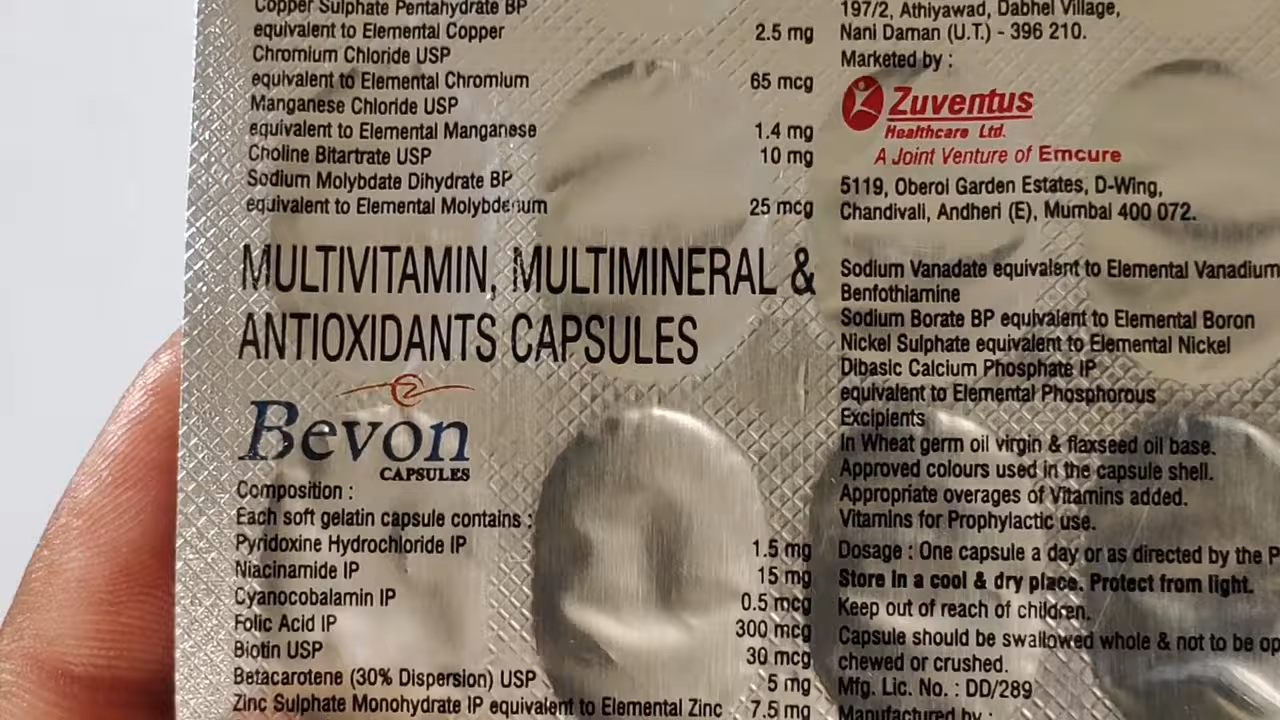 Copper Sulphate Pentahydrate BP
equivalent to Elemental Copper 2.5 mg
Chromium Chloride USP
equivalent to Elemental Chromium 65 mcg
Manganese Chloride USP
equivalent to Elemental Manganese 1.4 mg
Choline Bitartrate USP 10 mg
Sodium Molybdate Dihydrate BP
equivalent to Elemental Molybdenum 25 mcg
MULTIVITAMIN, MULTIMINERAL &
ANTIOXIDANTS CAPSULES
Bevon
CAPSULES
Composition :
Each soft gelatin capsule contains :
Pyridoxine Hydrochloride IP 1.5 mg
Niacinamide IP 15 mg
Cyanocobalamin IP 0.5 mcg
Folic Acid IP 300 mcg
Biotin USP 30 mcg
Betacarotene (30% Dispersion) USP 5 mg
Zinc Sulphate Monohydrate IP equivalent to Elemental Zinc 7.5 mg
197/2, Athiyawad, Dabhel Village,
Nani Daman (U.T.) - 396 210.
Marketed by :
Zuventus
Healthcare Ltd.
A Joint Venture of Emcure
5119, Oberoi Garden Estates, D-Wing,
Chandivali, Andheri (E), Mumbai 400 072.
Sodium Vanadate equivalent to Elemental Vanadium
Benfothiamine
Sodium Borate BP equivalent to Elemental Boron
Nickel Sulphate equivalent to Elemental Nickel
Dibasic Calcium Phosphate IP
equivalent to Elemental Phosphorous
Excipients
In Wheat germ oil virgin & flaxseed oil base.
Approved colours used in the capsule shell.
Appropriate overages of Vitamins added.
Vitamins for Prophylactic use.
Dosage : One capsule a day or as directed by the P
Store in a cool & dry place. Protect from light.
Keep out of reach of children.
Capsule should be swallowed whole & not to be op
chewed or crushed.
Mfg. Lic. No. : DD/289
Manufactured by :